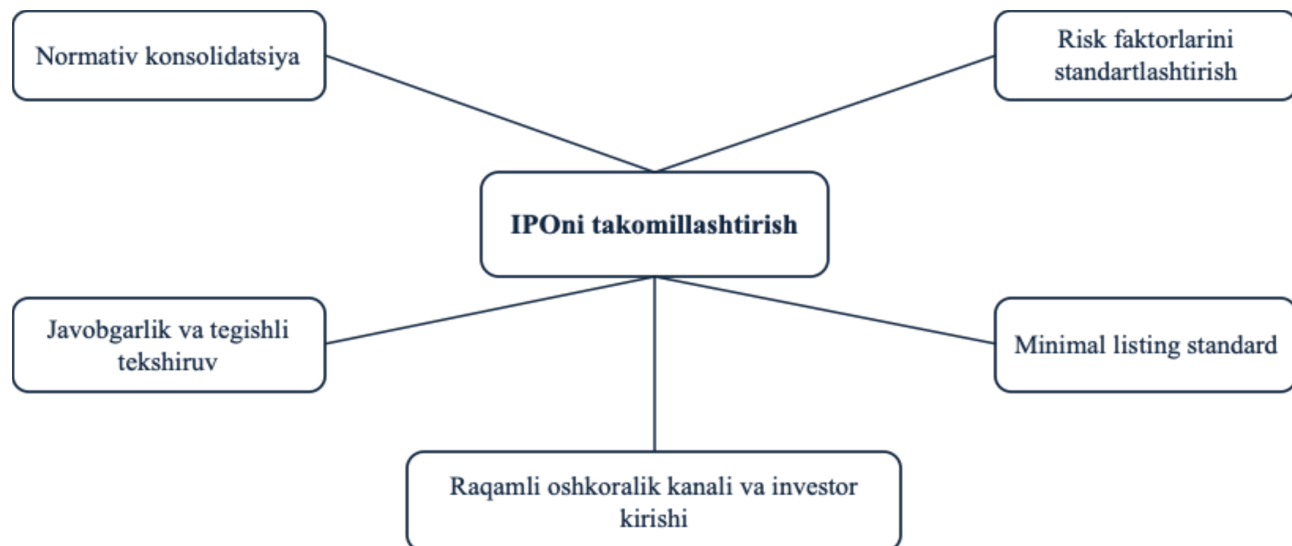 Normativ konsolidatsiya
Risk faktorlarini
standartlashtirish
IPOni takomillashtirish
Javobgarlik va tegishli
tekshiruv
Minimal listing standard
Raqamli oshkoralik kanali va investor
kirishi